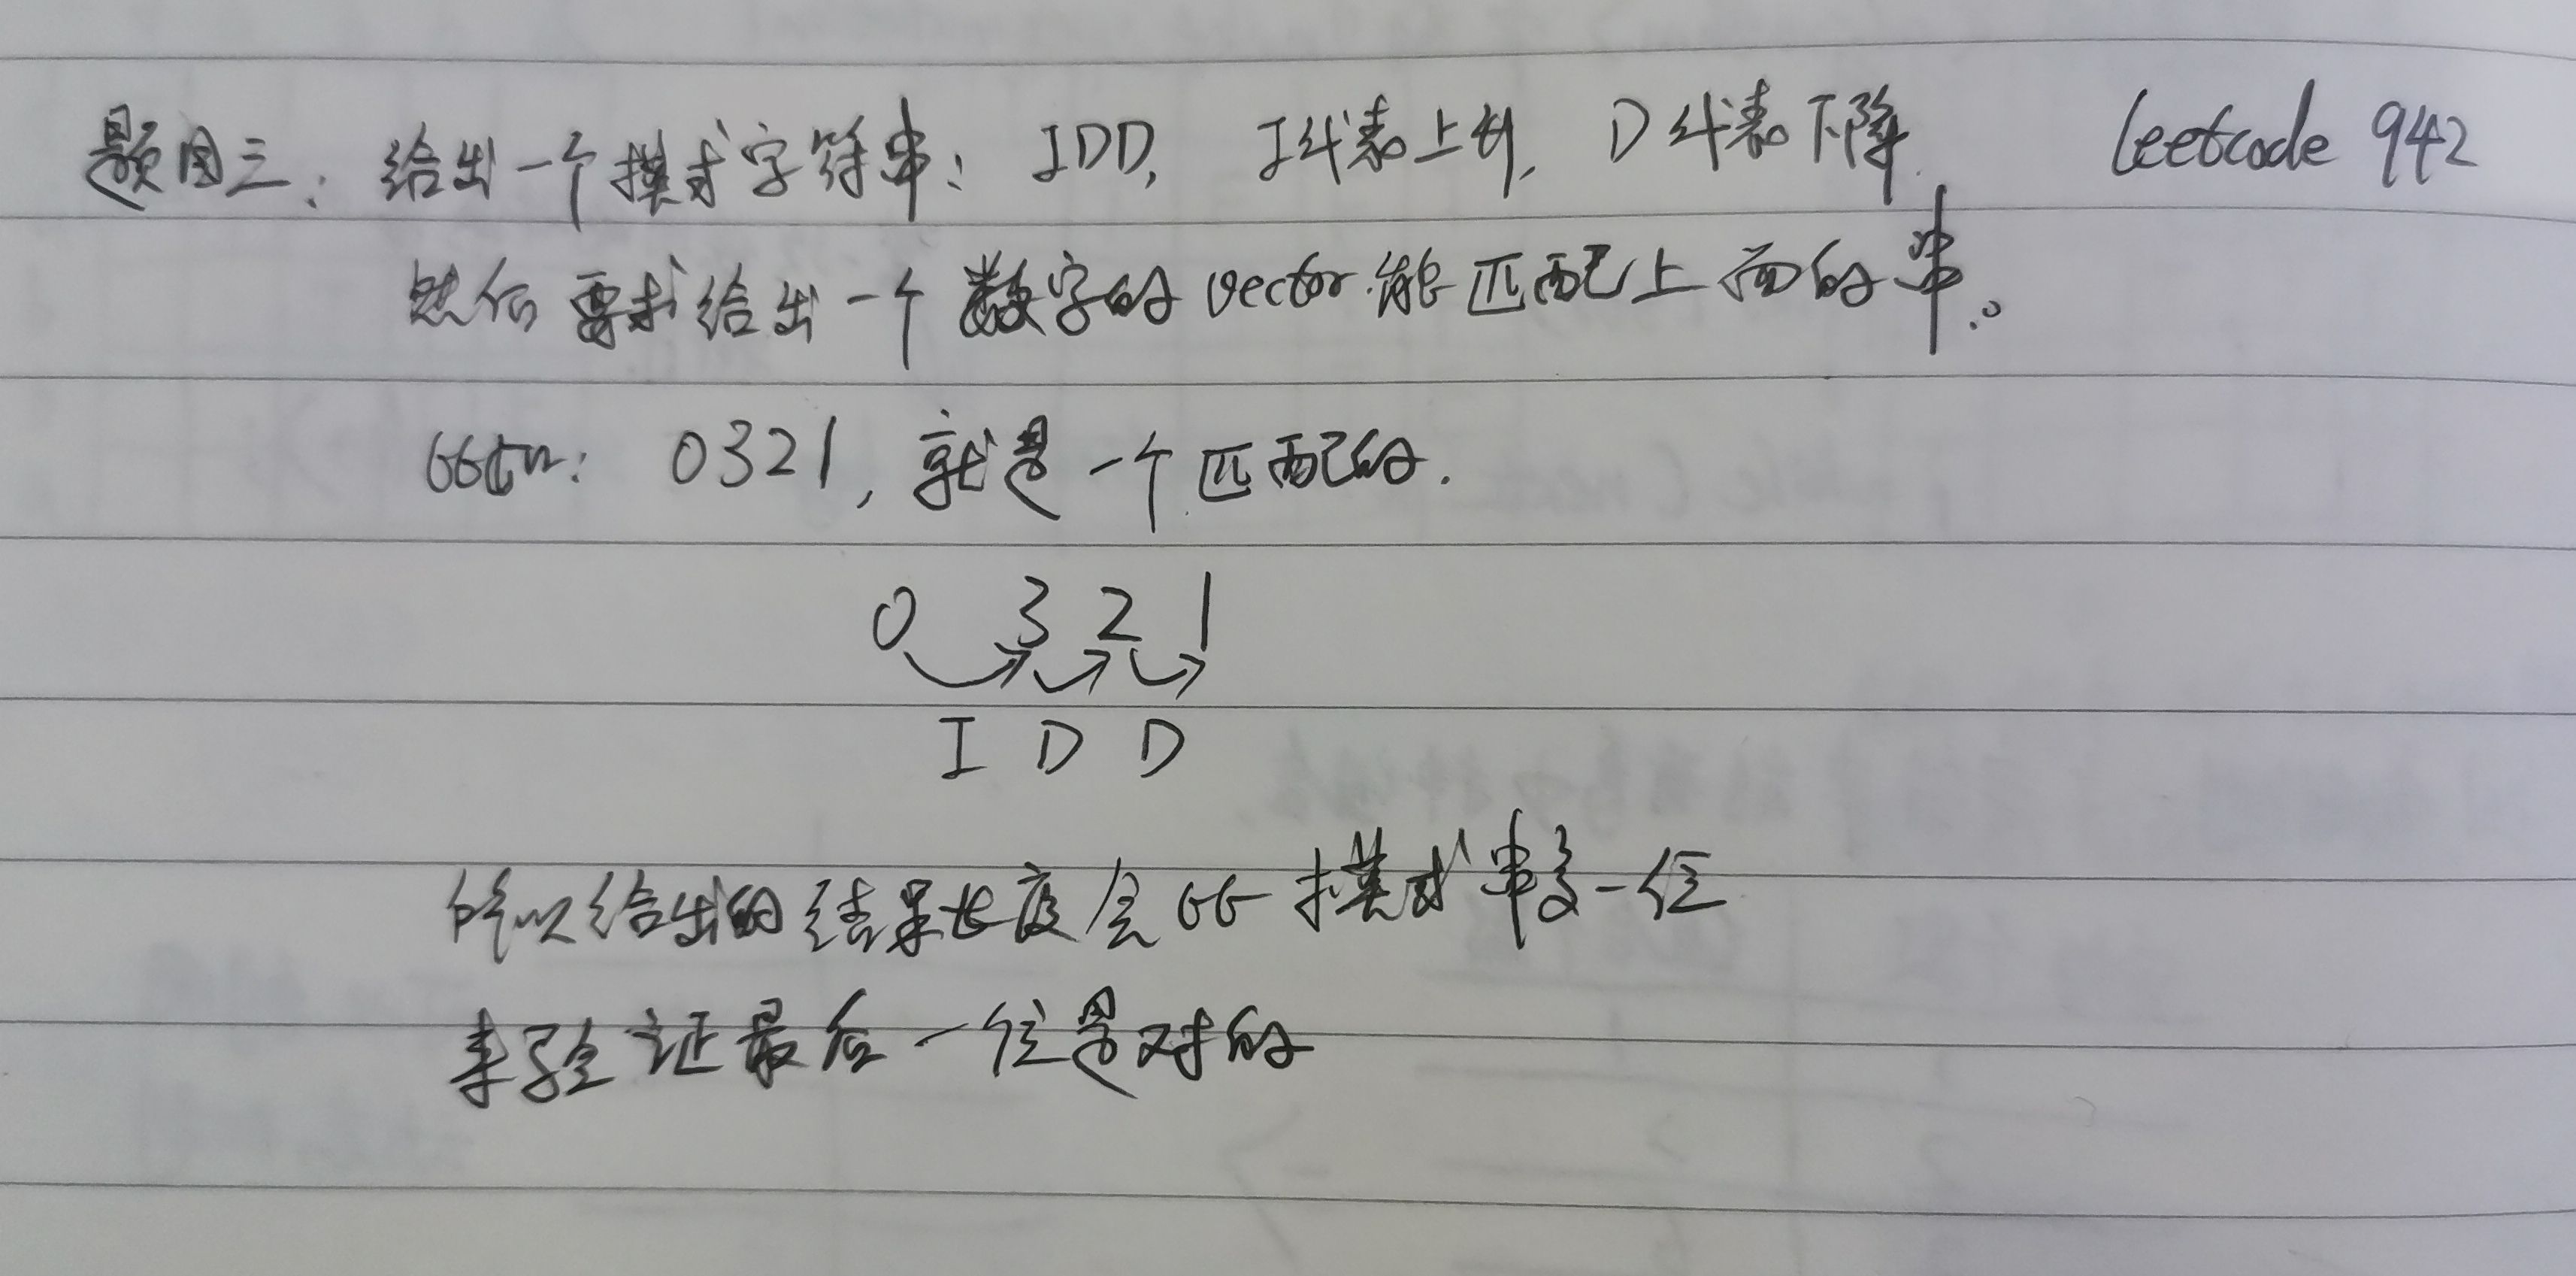 题目三: 给出一个模式字符串: IDD, I代表上升, D代表下降. leetcode 942
然后要求给出一个数字的vector.能匹配上面的串。
比如: 0321, 就是一个匹配的.
0 3 2 1
I D D
所以给出的结果长度会比模式串多一位
来验证最后一位是对的